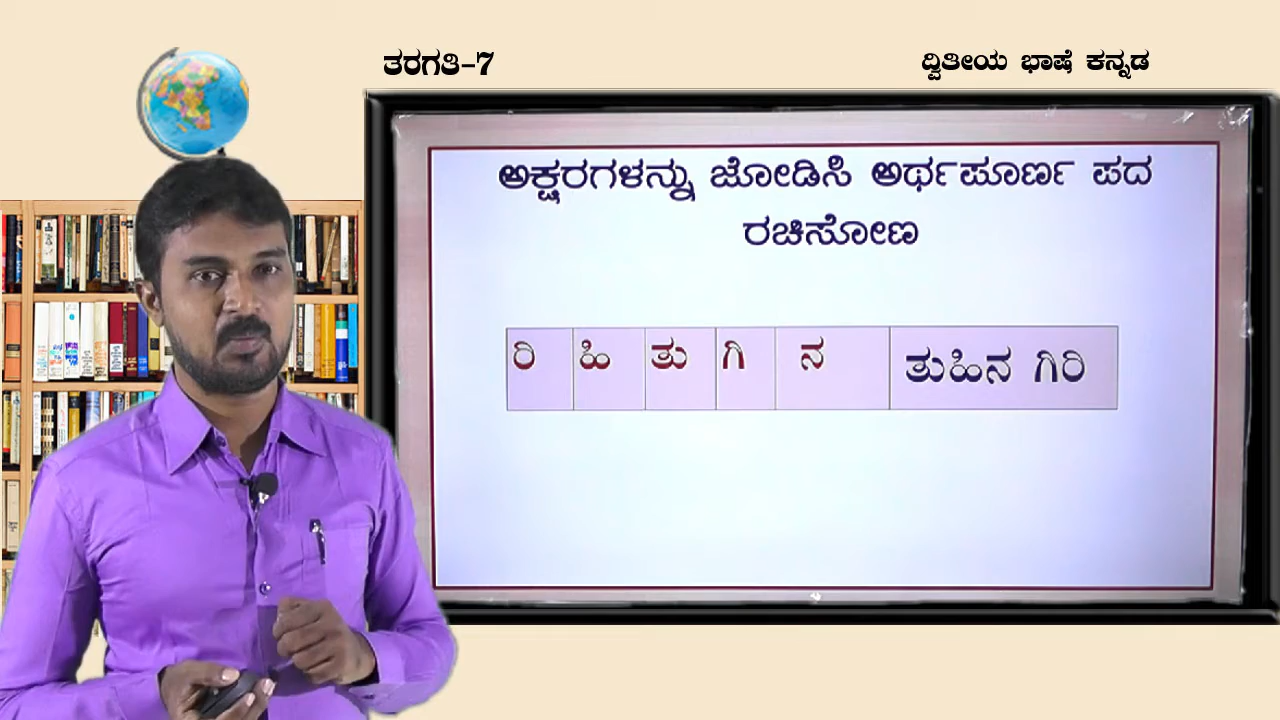 ತರಗತಿ-7
ದ್ವಿತೀಯ ಭಾಷೆ ಕನ್ನಡ
ಅಕ್ಷರಗಳನ್ನು ಜೋಡಿಸಿ ಅರ್ಥಪೂರ್ಣ ಪದ
ರಚಿಸೋಣ
ರಿ ಹಿ ತು ಗಿ ನ ತುಹಿನ ಗಿರಿ